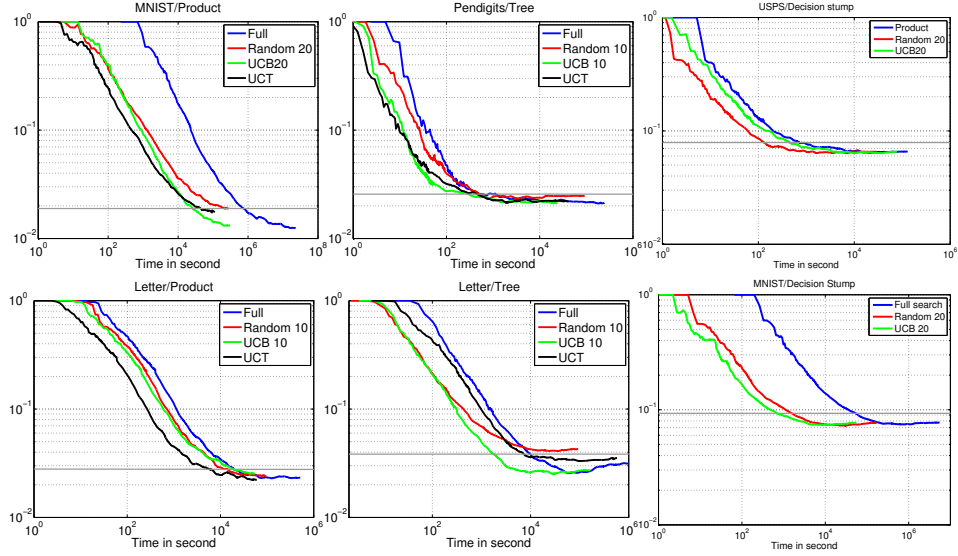 MNIST/Product
10^0
10^-1
10^-2
10^0
10^2
10^4
10^6
10^8
Time in second
Full
Random 20
UCB20
UCT
Pendigits/Tree
10^0
10^-1
10^-2
10^0
10^2
10^4
10^6
Time in second
Full
Random 10
UCB 10
UCT
USPS/Decision stump
10^0
10^-1
10^-2
10^0
10^2
10^4
10^6
Time in second
Product
Random 20
UCB20
Letter/Product
10^0
10^-1
10^-2
10^0
10^2
10^4
10^6
Time in second
Full
Random 10
UCB 10
UCT
Letter/Tree
10^0
10^-1
10^-2
10^2
10^4
10^6
Time in second
Full
Random 10
UCB 10
UCT
MNIST/Decision Stump
10^0
10^-1
10^-2
10^0
10^2
10^4
10^6
Time in second
Full search
Random 20
UCB 20